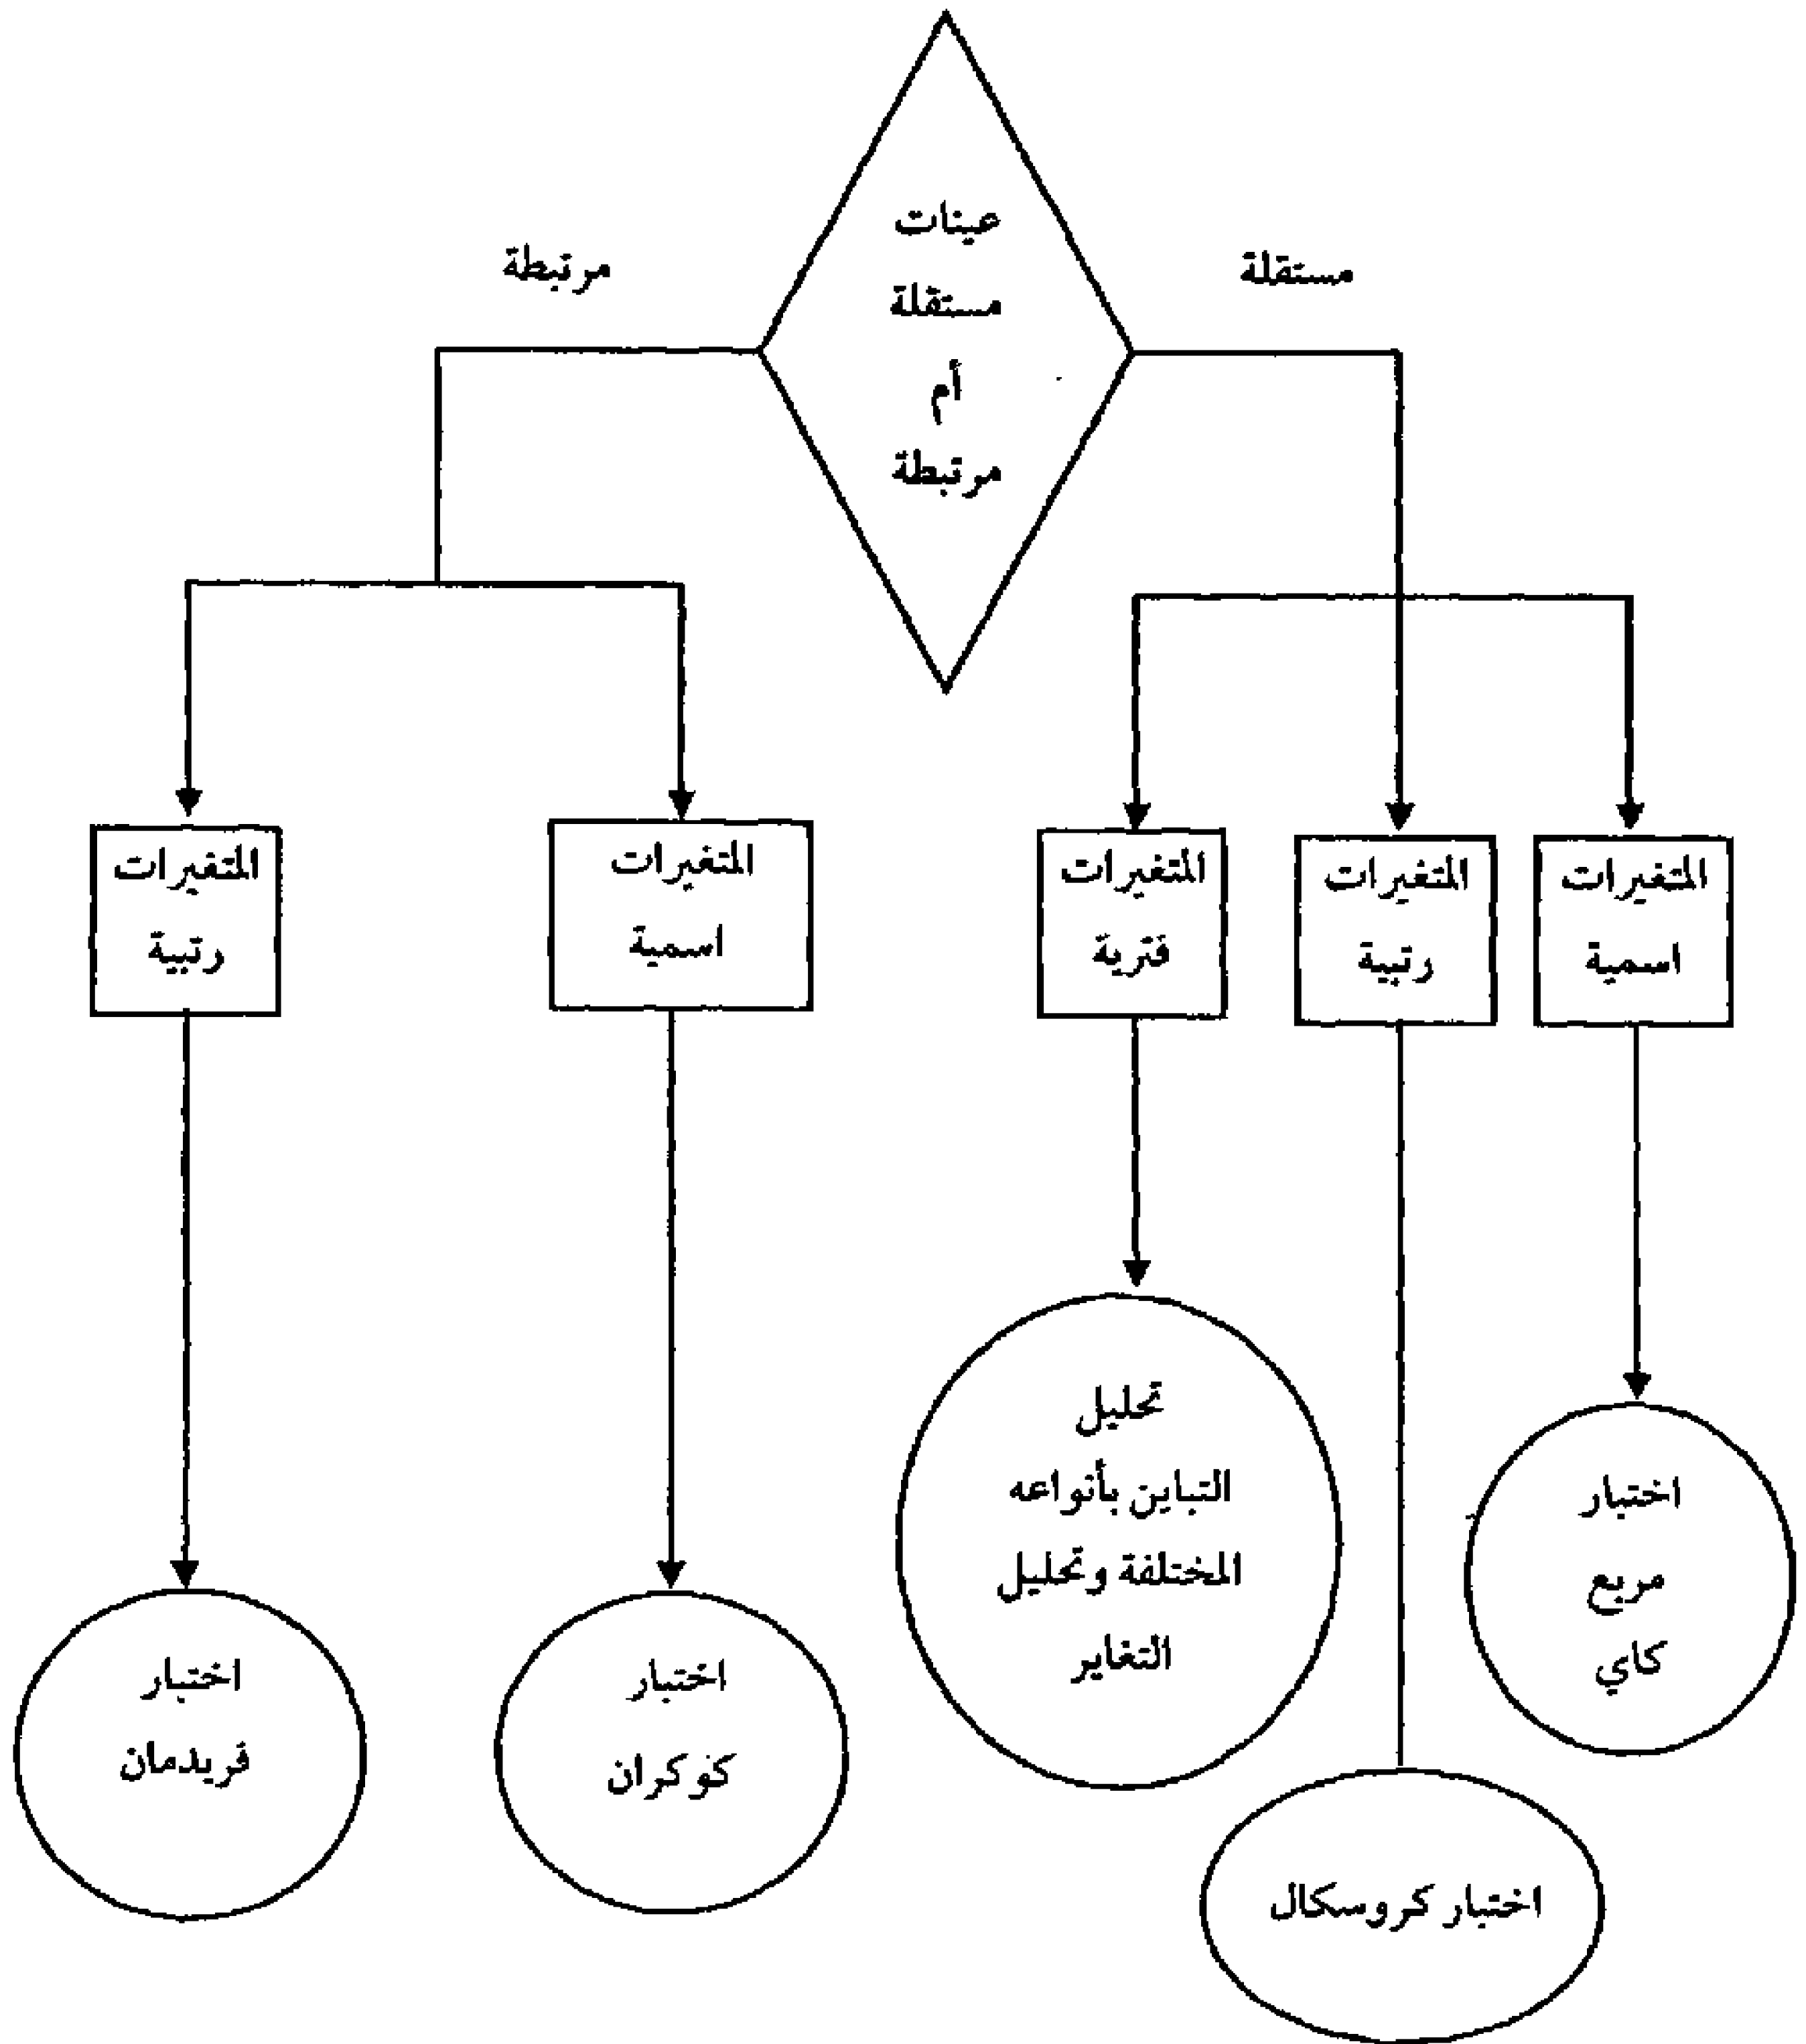 عينات
مستقلة
أم
مرتبطة
مستقلة
مرتبطة
المتغيرات
اسمية
المتغيرات
رتبية
المتغيرات
فترية
المتغيرات
اسمية
المتغيرات
رتبية
اختبار
مربع
كاي
اختبار كروسكال
تحليل
التباين بأنواعه
المختلفة وتحليل
التغاير
اختبار
كوكران
اختبار
فريدمان